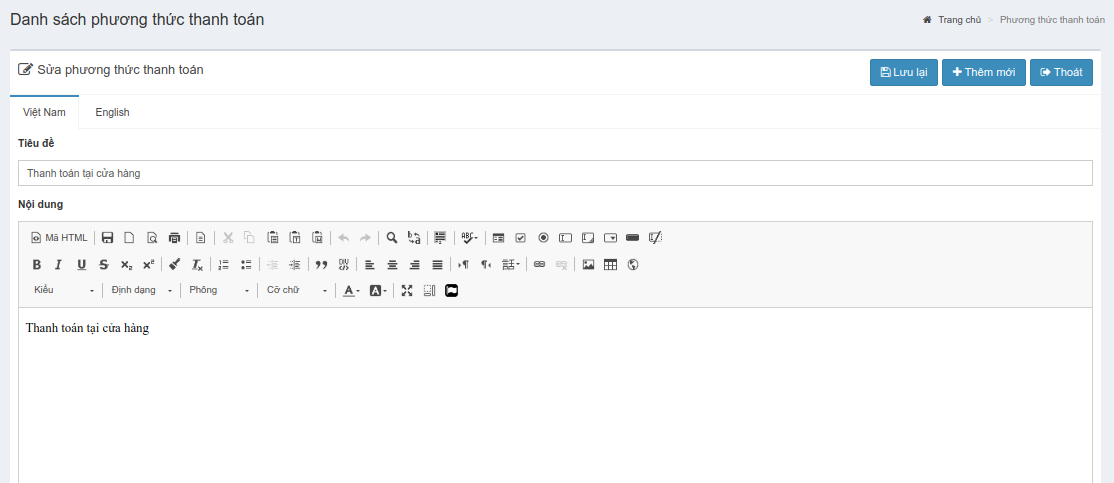 Danh sách phương thức thanh toán
Trang chủ > Phương thức thanh toán
Sửa phương thức thanh toán
Lưu lại
Thêm mới
Thoát
Việt Nam
English
Tiêu đề
Thanh toán tại cửa hàng
Nội dung
Mã HTML
Kiểu
Định dạng
Phông
Cỡ chữ
Thanh toán tại cửa hàng